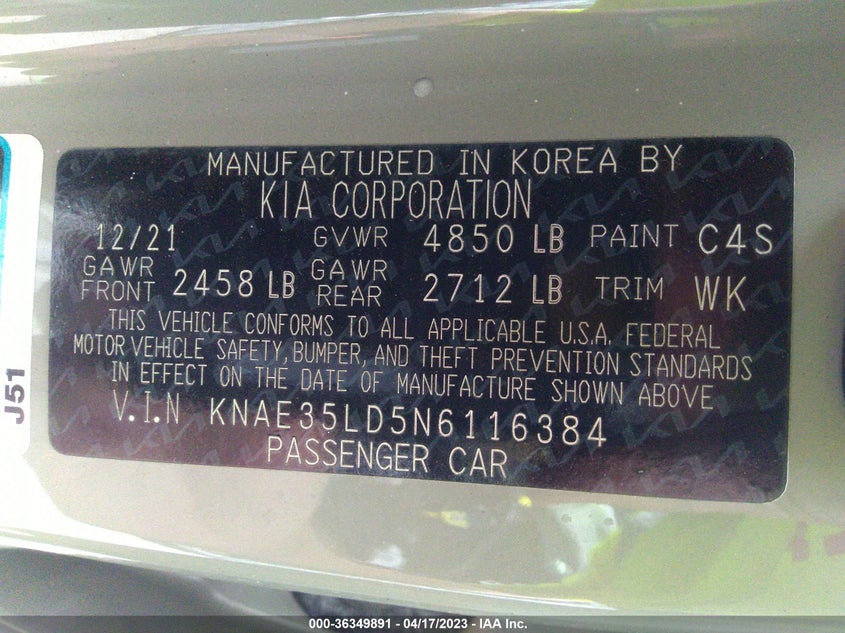 MANUFACTURED IN KOREA BY
KIA CORPORATION
12/21 GVWR 4850 LB PAINT C4S
GAWR FRONT 2458 LB GAWR REAR 2712 LB TRIM WK
THIS VEHICLE CONFORMS TO ALL APPLICABLE U.S.A. FEDERAL
MOTOR VEHICLE SAFETY, BUMPER, AND THEFT PREVENTION STANDARDS
IN EFFECT ON THE DATE OF MANUFACTURE SHOWN ABOVE
V.I.N KNAE35LD5N6116384
PASSENGER CAR
J51
000-36349891 - 04/17/2023 - IAA Inc.